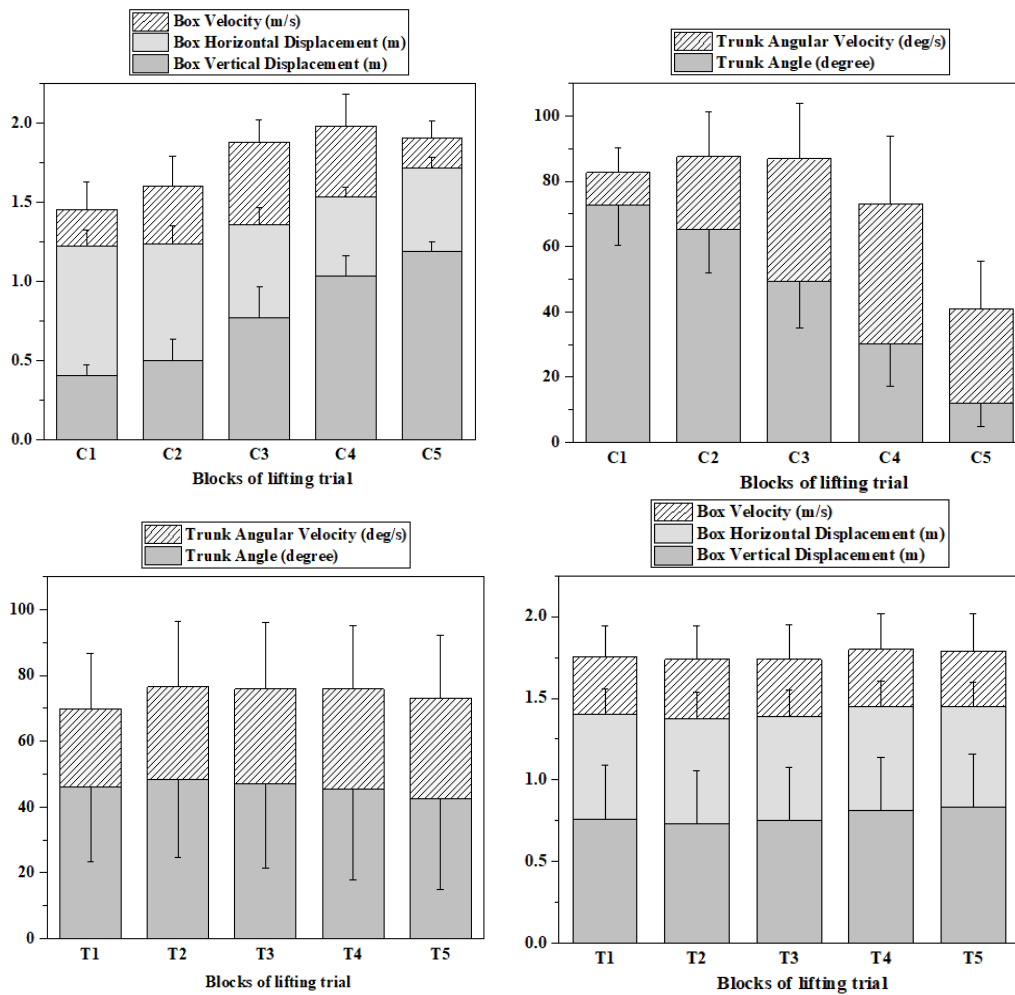 Box Velocity (m/s)
Box Horizontal Displacement (m)
Box Vertical Displacement (m)
2.0
1.5
1.0
0.5
0.0
C1 C2 C3 C4 C5
Blocks of lifting trial
Trunk Angular Velocity (deg/s)
Trunk Angle (degree)
100
80
60
40
20
0
C1 C2 C3 C4 C5
Blocks of lifting trial
Trunk Angular Velocity (deg/s)
Trunk Angle (degree)
100
80
60
40
20
0
T1 T2 T3 T4 T5
Blocks of lifting trial
Box Velocity (m/s)
Box Horizontal Displacement (m)
Box Vertical Displacement (m)
2.0
1.5
1.0
0.5
0.0
T1 T2 T3 T4 T5
Blocks of lifting trial